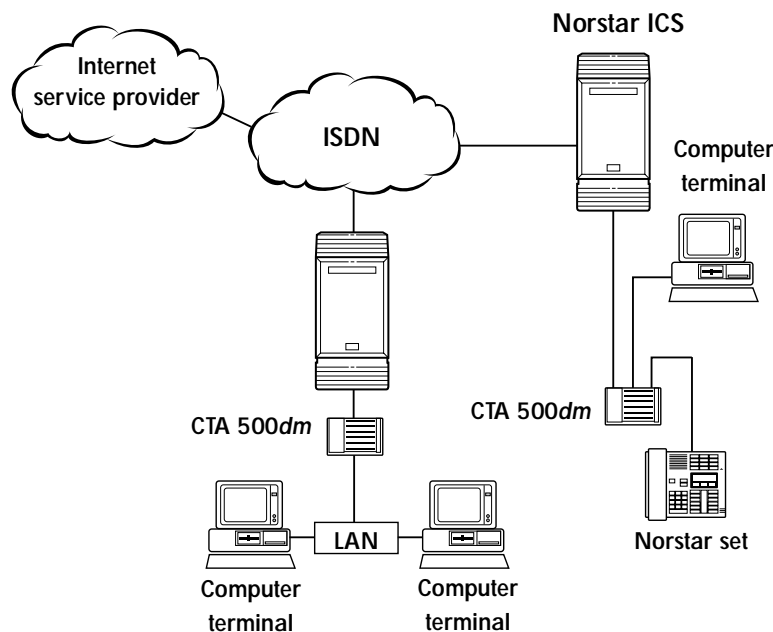 Norstar ICS
Internet
service provider
ISDN
Computer
terminal
CTA 500dm
CTA 500dm
LAN
Norstar set
Computer
terminal
Computer
terminal